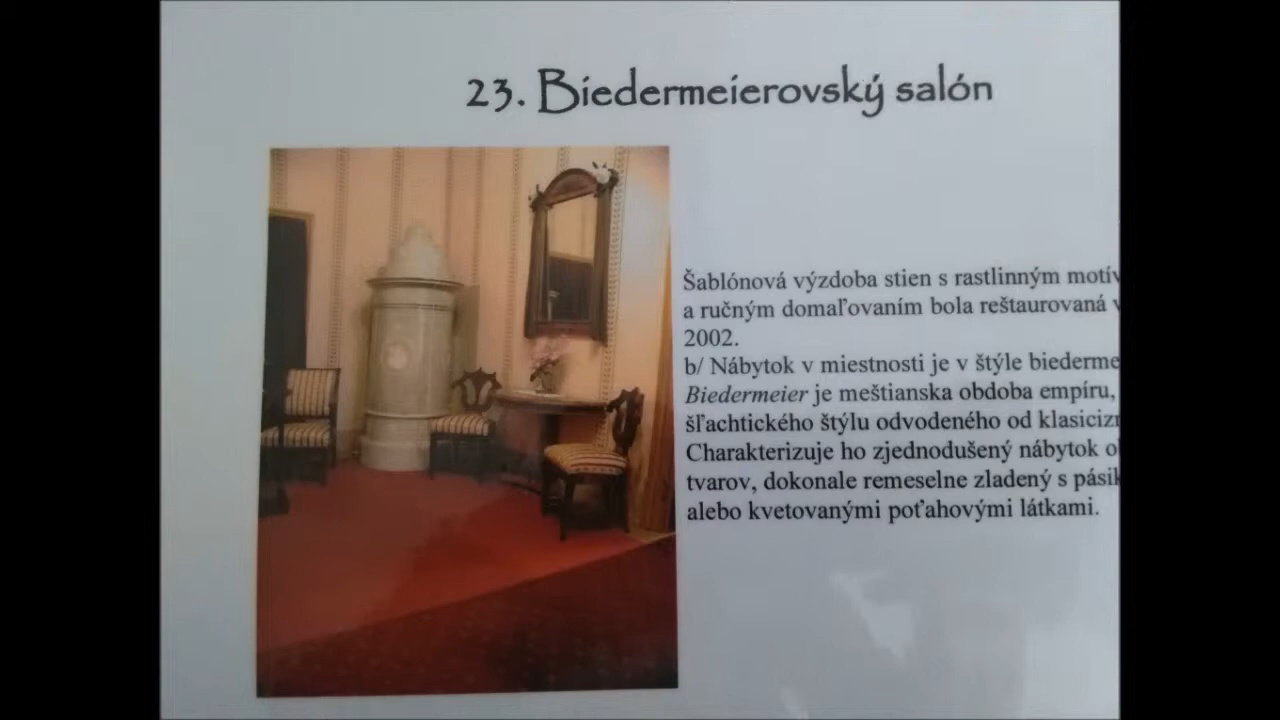 23. Biedermeierovský salón
Šablónová výzdoba stien s rastlinným
a ručným domaľovaním bola reštaurovaná
2002.
b/ Nábytok v miestnosti je v štýle
Biedermeier je meštianska obdoba empíru,
šľachtického štýlu odvodeného od
Charakterizuje ho zjednodušený nábytok
tvarov, dokonale remeselne zladený s
alebo kvetovanými poťahovými látkami.